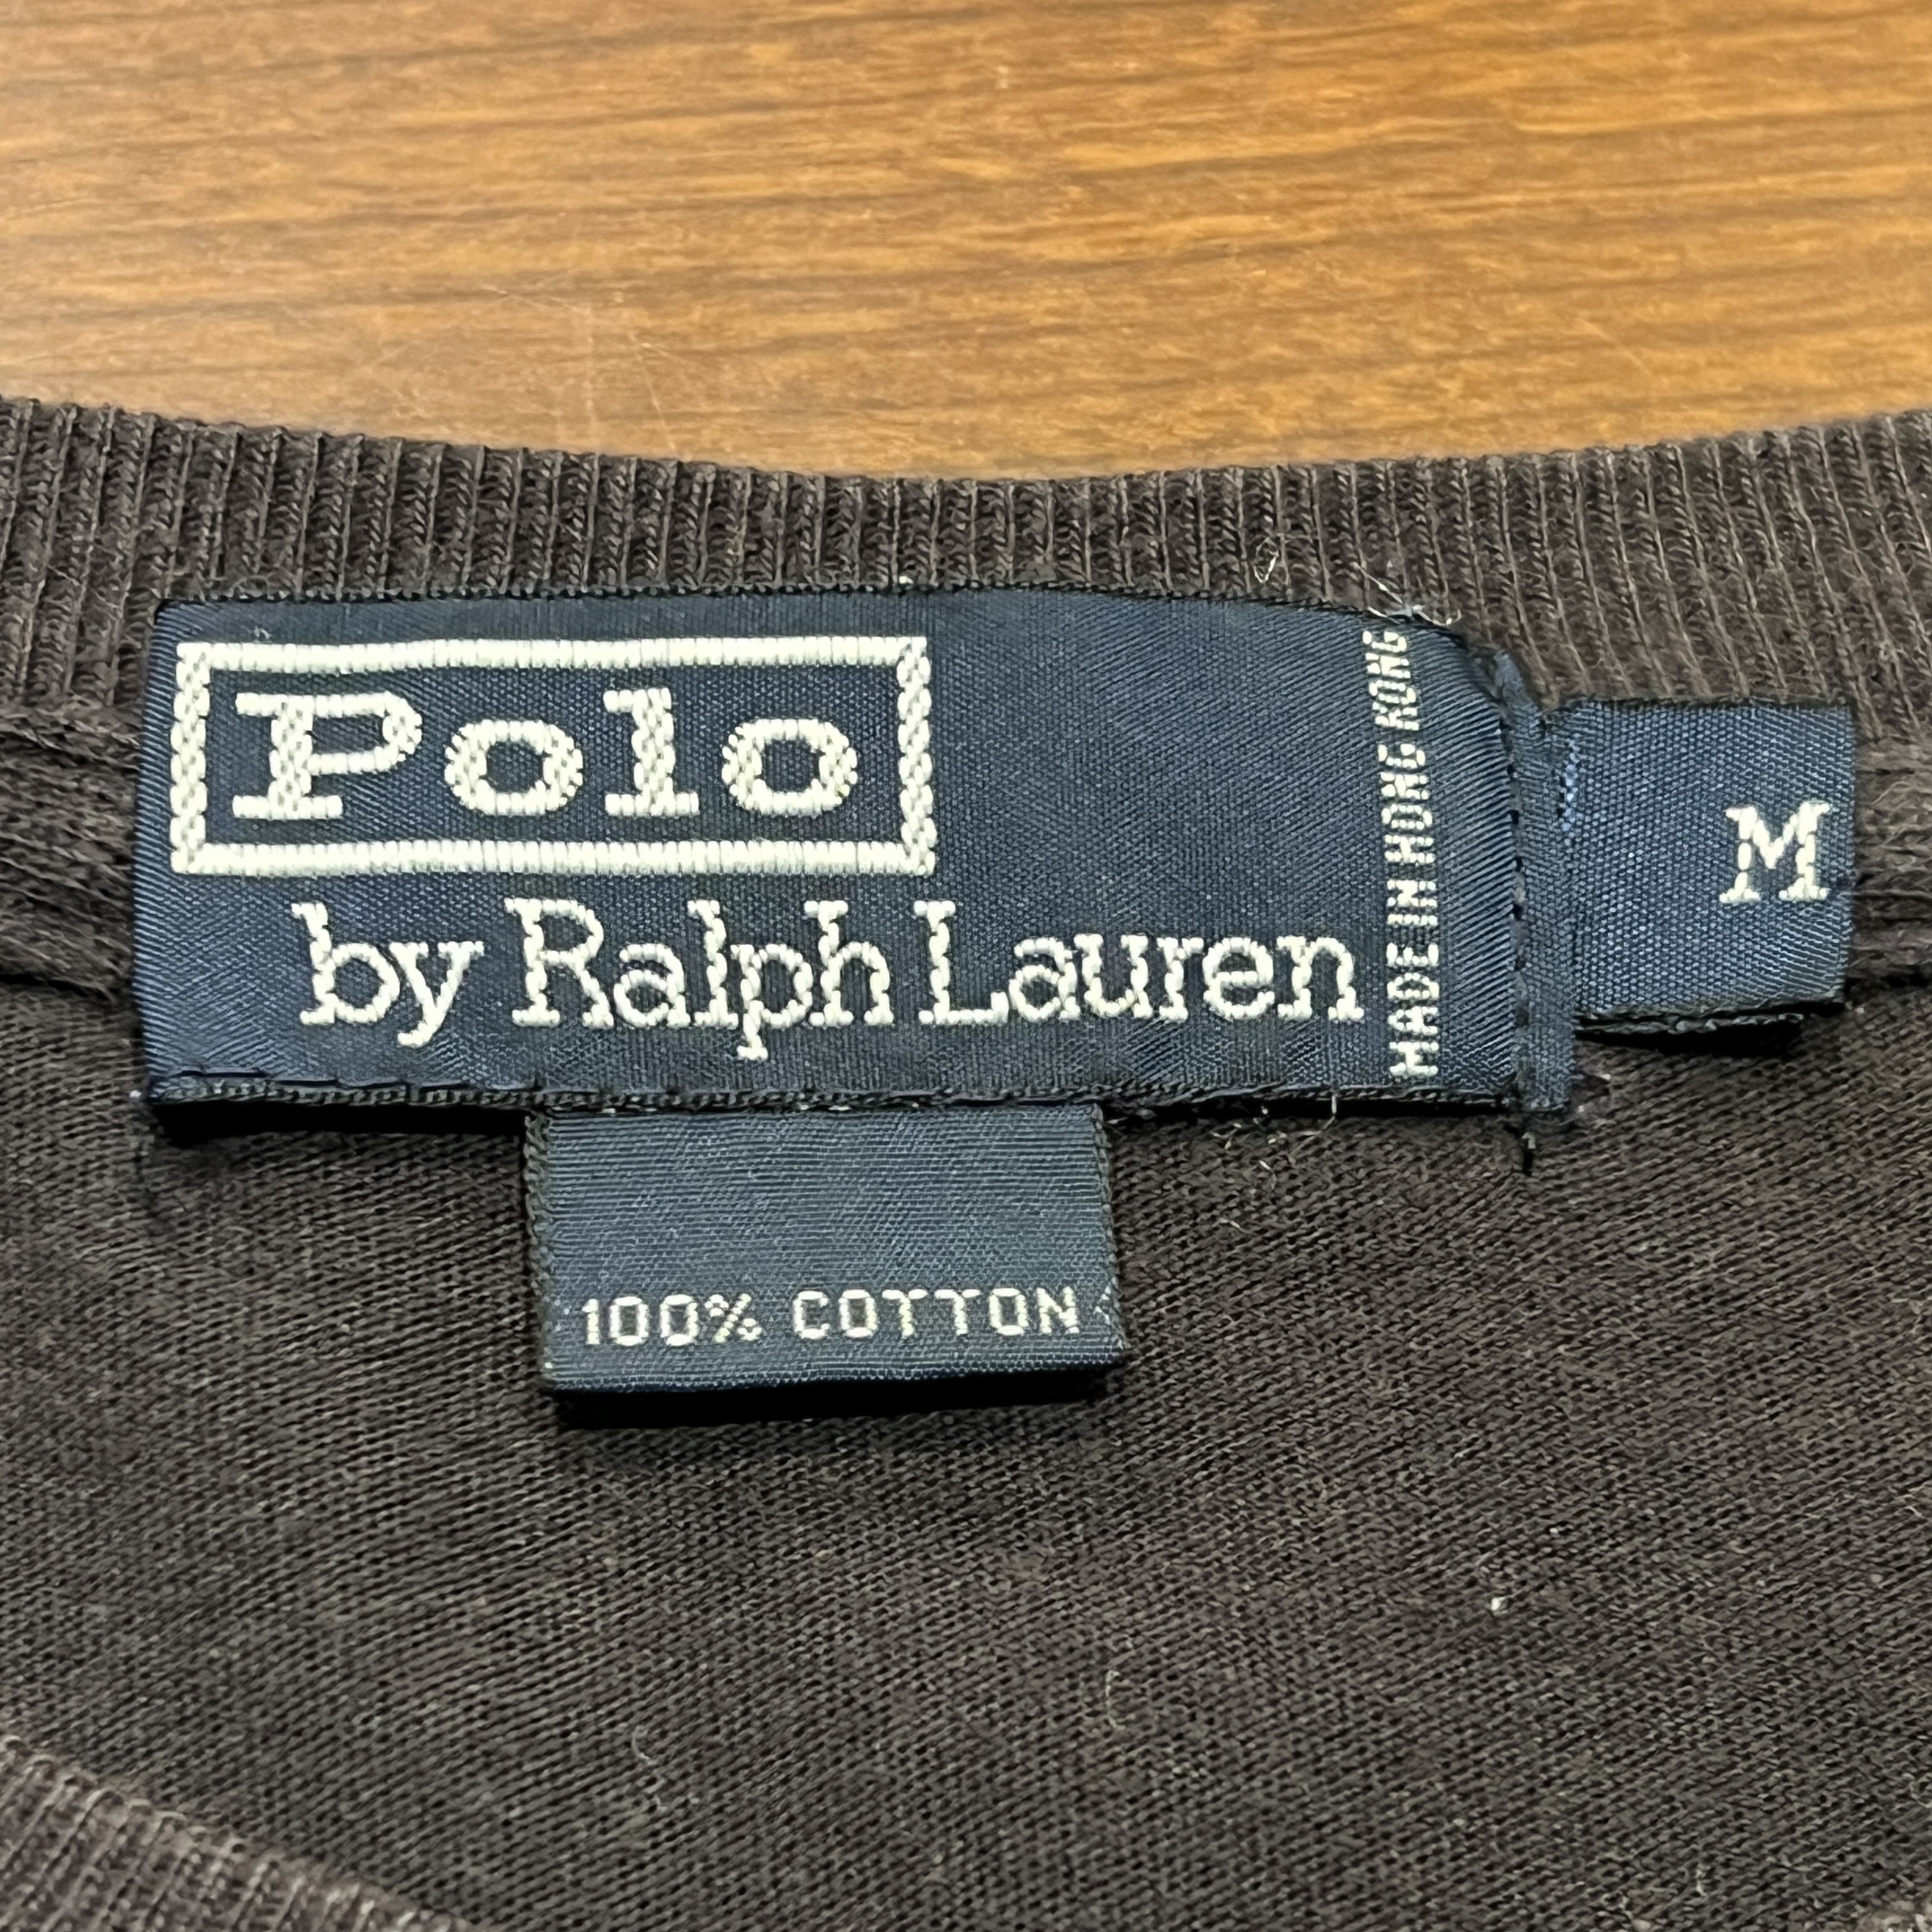 Polo
by Ralph Lauren
MADE IN HONG KONG
M
100% COTTON